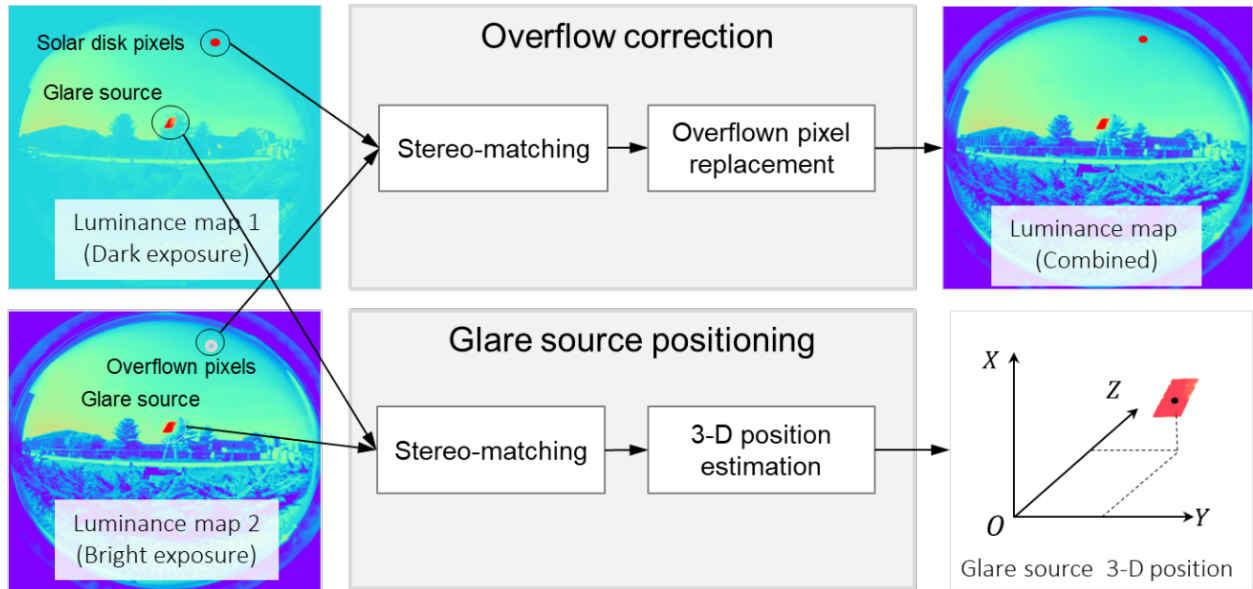 Solar disk pixels
Glare source
Luminance map 1
(Dark exposure)
Overflow correction
Stereo-matching
Overflown pixel
replacement
Luminance map
(Combined)
Overflown pixels
Glare source
Luminance map 2
(Bright exposure)
Glare source positioning
Stereo-matching
3-D position
estimation
X
Z
O
Y
Glare source 3-D position